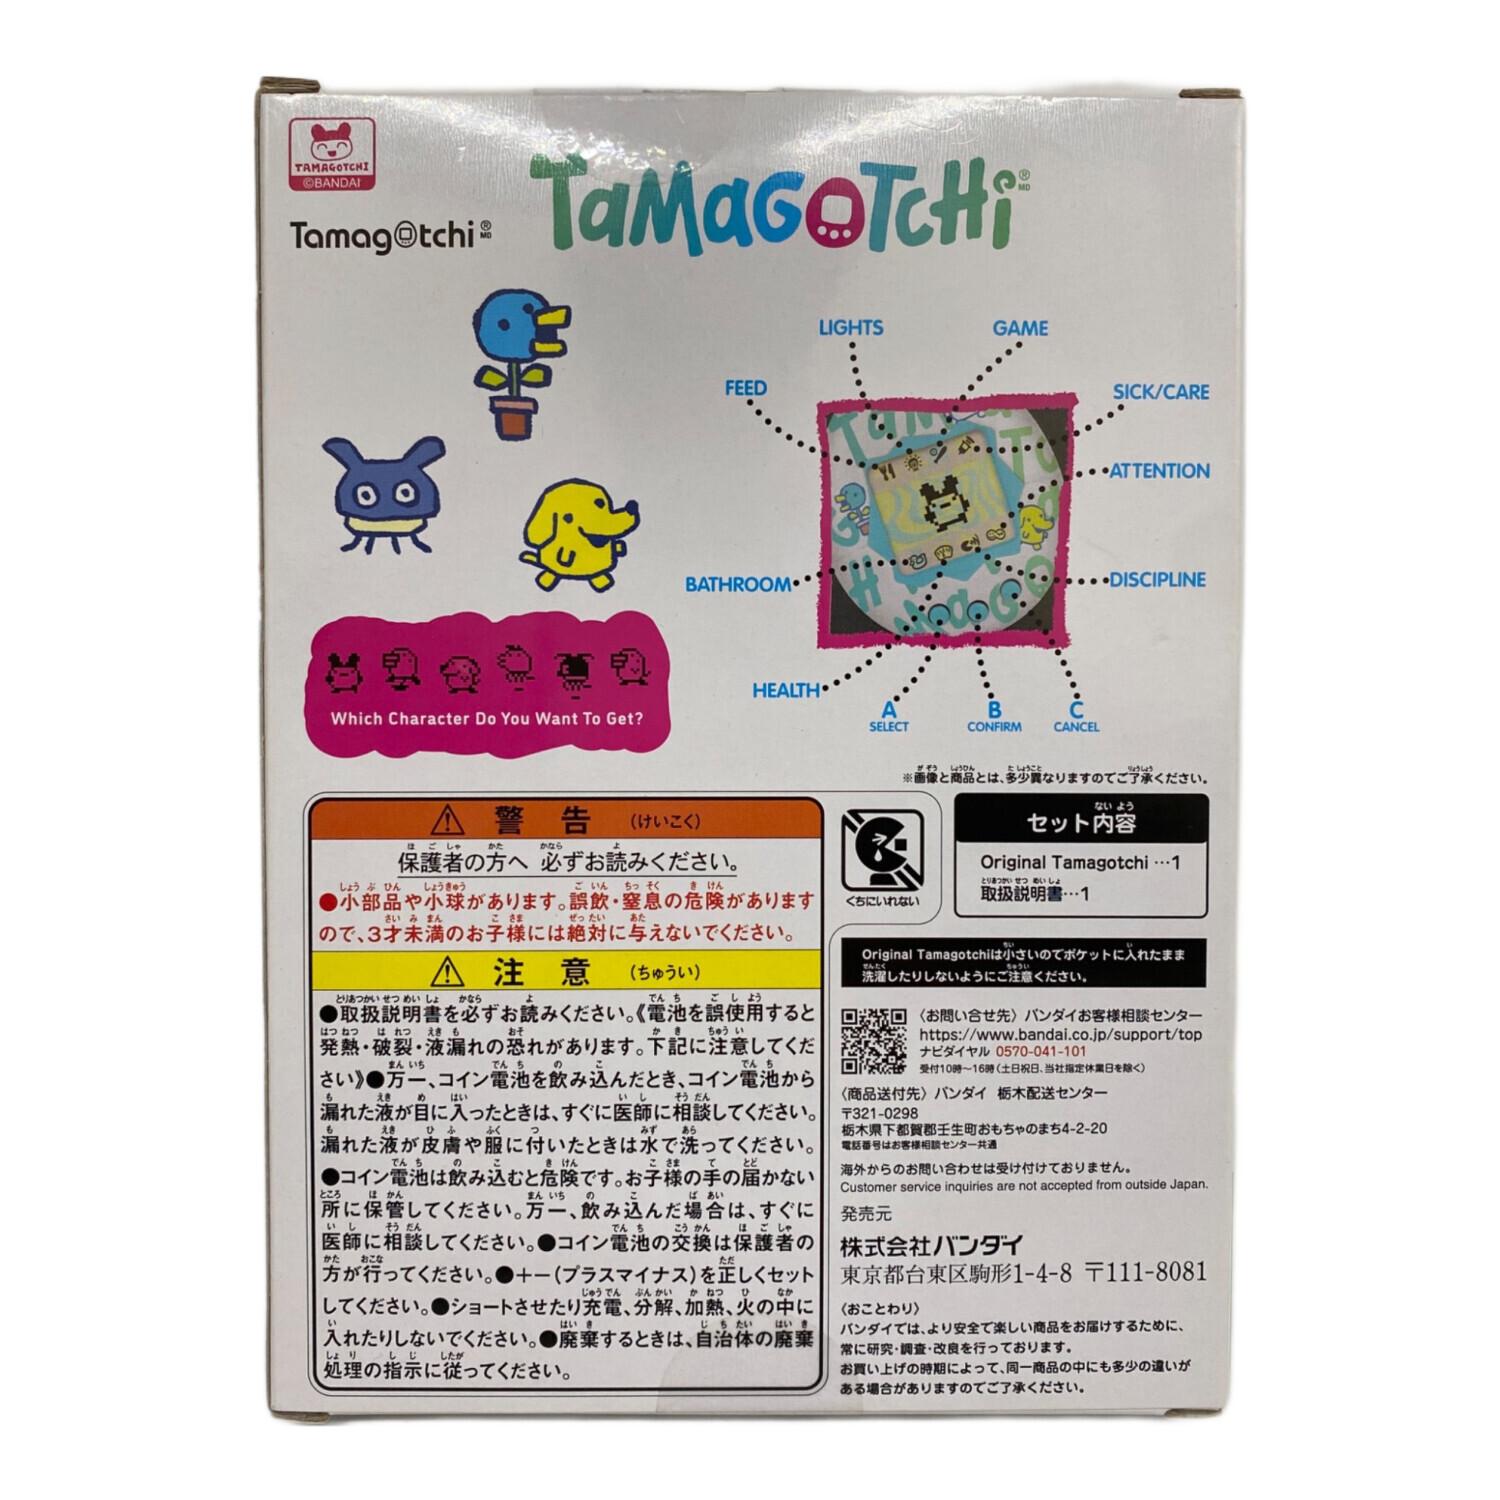 TAMAGOTCHI
©BANDAI
Tamagotchi®MD
TaMaGoTCHi®MD
LIGHTS
GAME
FEED
SICK/CARE
ATTENTION
BATHROOM
DISCIPLINE
HEALTH
A
SELECT
B
CONFIRM
C
CANCEL
Which Character Do You Want To Get?
※画像と商品とは、多少異なりますのでご了承ください。
警告 (けいこく)
保護者の方へ 必ずお読みください。
●小部品や小球があります。誤飲・窒息の危険があります
ので、3才未満のお子様には絶対に与えないでください。
注意 (ちゅうい)
●取扱説明書を必ずお読みください。《電池を誤使用すると
発熱・破裂・液漏れの恐れがあります。下記に注意してくだ
さい》●万一、コイン電池を飲み込んだとき、コイン電池から
漏れた液が目に入ったときは、すぐに医師に相談してください。
漏れた液が皮膚や服に付いたときは水で洗ってください。
●コイン電池は飲み込むと危険です。お子様の手の届かない
所に保管してください。万一、飲み込んだ場合は、すぐに
医師に相談してください。●コイン電池の交換は保護者の
方が行ってください。●+−(プラスマイナス)を正しくセット
してください。●ショートさせたり充電、分解、加熱、火の中に
入れたりしないでください。●廃棄するときは、自治体の廃棄
処理の指示に従ってください。
くちにいれない
セット内容
Original Tamagotchi …1
取扱説明書…1
Original Tamagotchiは小さいのでポケットに入れたまま
洗濯したりしないようにご注意ください。
〈お問い合せ先〉バンダイお客様相談センター
https://www.bandai.co.jp/support/top
ナビダイヤル 0570-041-101
受付10時〜16時(土日祝日、当社指定休業日を除く)
〈商品送付先〉バンダイ 栃木配送センター
〒321-0298
栃木県下都賀郡壬生町おもちゃのまち4-2-20
電話番号はお客様相談センター共通
海外からのお問い合わせは受け付けておりません。
Customer service inquiries are not accepted from outside Japan.
発売元
株式会社バンダイ
東京都台東区駒形1-4-8 〒111-8081
〈おことわり〉
バンダイでは、より安全で楽しい商品をお届けするために、
常に研究・調査・改良を行っております。
お買い上げの時期によって、同一商品の中にも多少の違いが
ある場合がありますのでご了承ください。